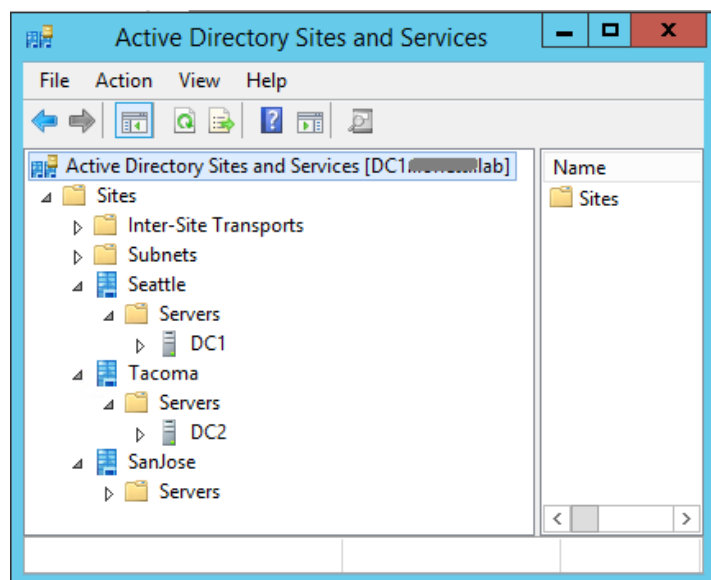 Active Directory Sites and Services
File Action View Help
Active Directory Sites and Services [DC1 lab]
Name
Sites
Sites
Inter-Site Transports
Subnets
Seattle
Servers
DC1
Tacoma
Servers
DC2
SanJose
Servers